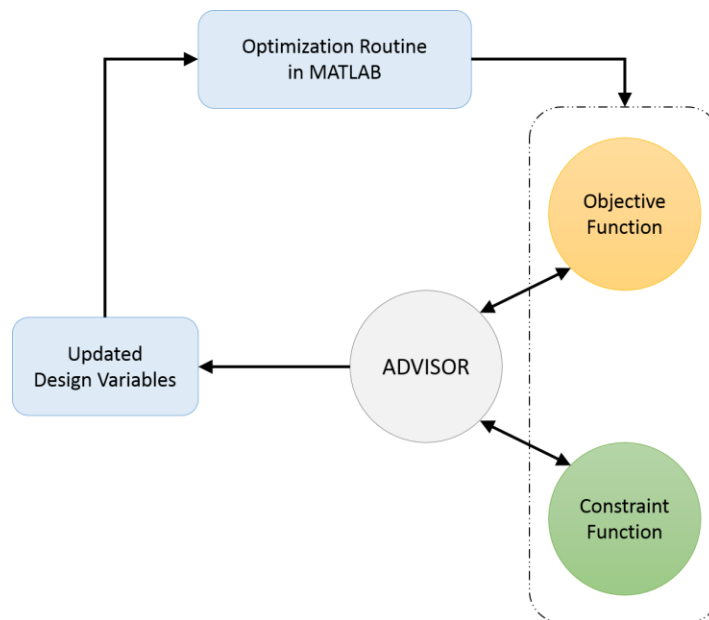 Optimization Routine
in MATLAB
Objective
Function
ADVISOR
Updated
Design Variables
Constraint
Function